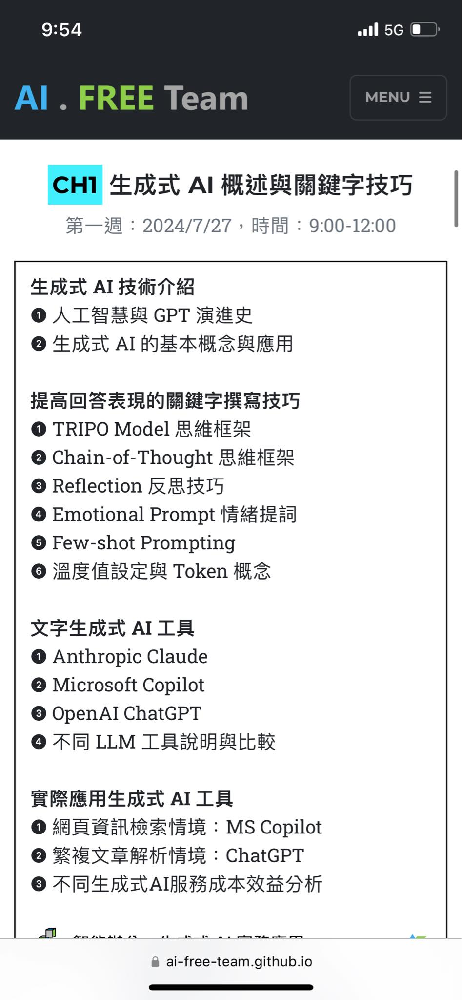 9:54
5G
AI . FREE Team
MENU
CH1 生成式 AI 概述與關鍵字技巧
第一週：2024/7/27，時間：9:00-12:00
生成式 AI 技術介紹
❶ 人工智慧與 GPT 演進史
❷ 生成式 AI 的基本概念與應用
提高回答表現的關鍵字撰寫技巧
❶ TRIPO Model 思維框架
❷ Chain-of-Thought 思維框架
❸ Reflection 反思技巧
❹ Emotional Prompt 情緒提詞
❺ Few-shot Prompting
❻ 溫度值設定與 Token 概念
文字生成式 AI 工具
❶ Anthropic Claude
❷ Microsoft Copilot
❸ OpenAI ChatGPT
❹ 不同 LLM 工具說明與比較
實際應用生成式 AI 工具
❶ 網頁資訊檢索情境：MS Copilot
❷ 繁複文章解析情境：ChatGPT
❸ 不同生成式AI服務成本效益分析
ai-free-team.github.io